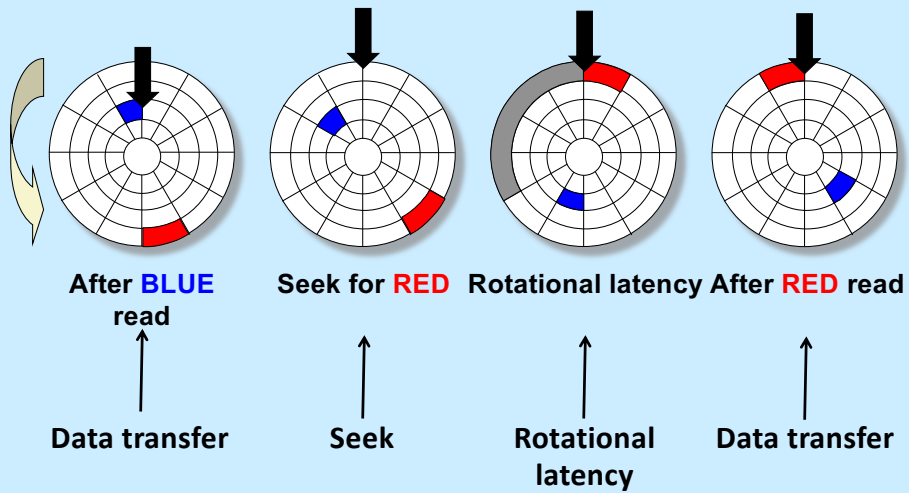 After BLUE
read
Seek for RED
Rotational latency
After RED read
Data transfer
Seek
Rotational
latency
Data transfer